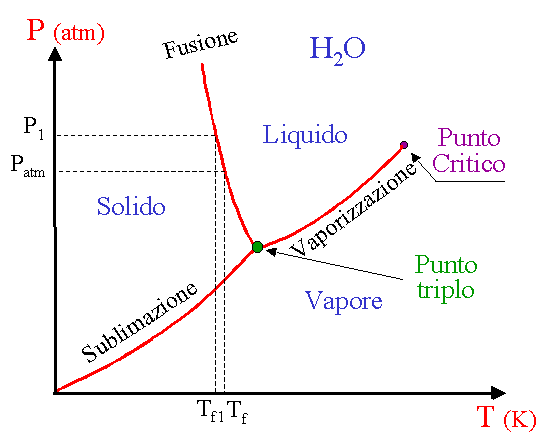 P (atm)
Fusione
H2O
P1
Liquido
Punto
Critico
Patm
Solido
Vaporizzazione
Punto
triplo
Vapore
Sublimazione
Tf1 Tf
T (K)